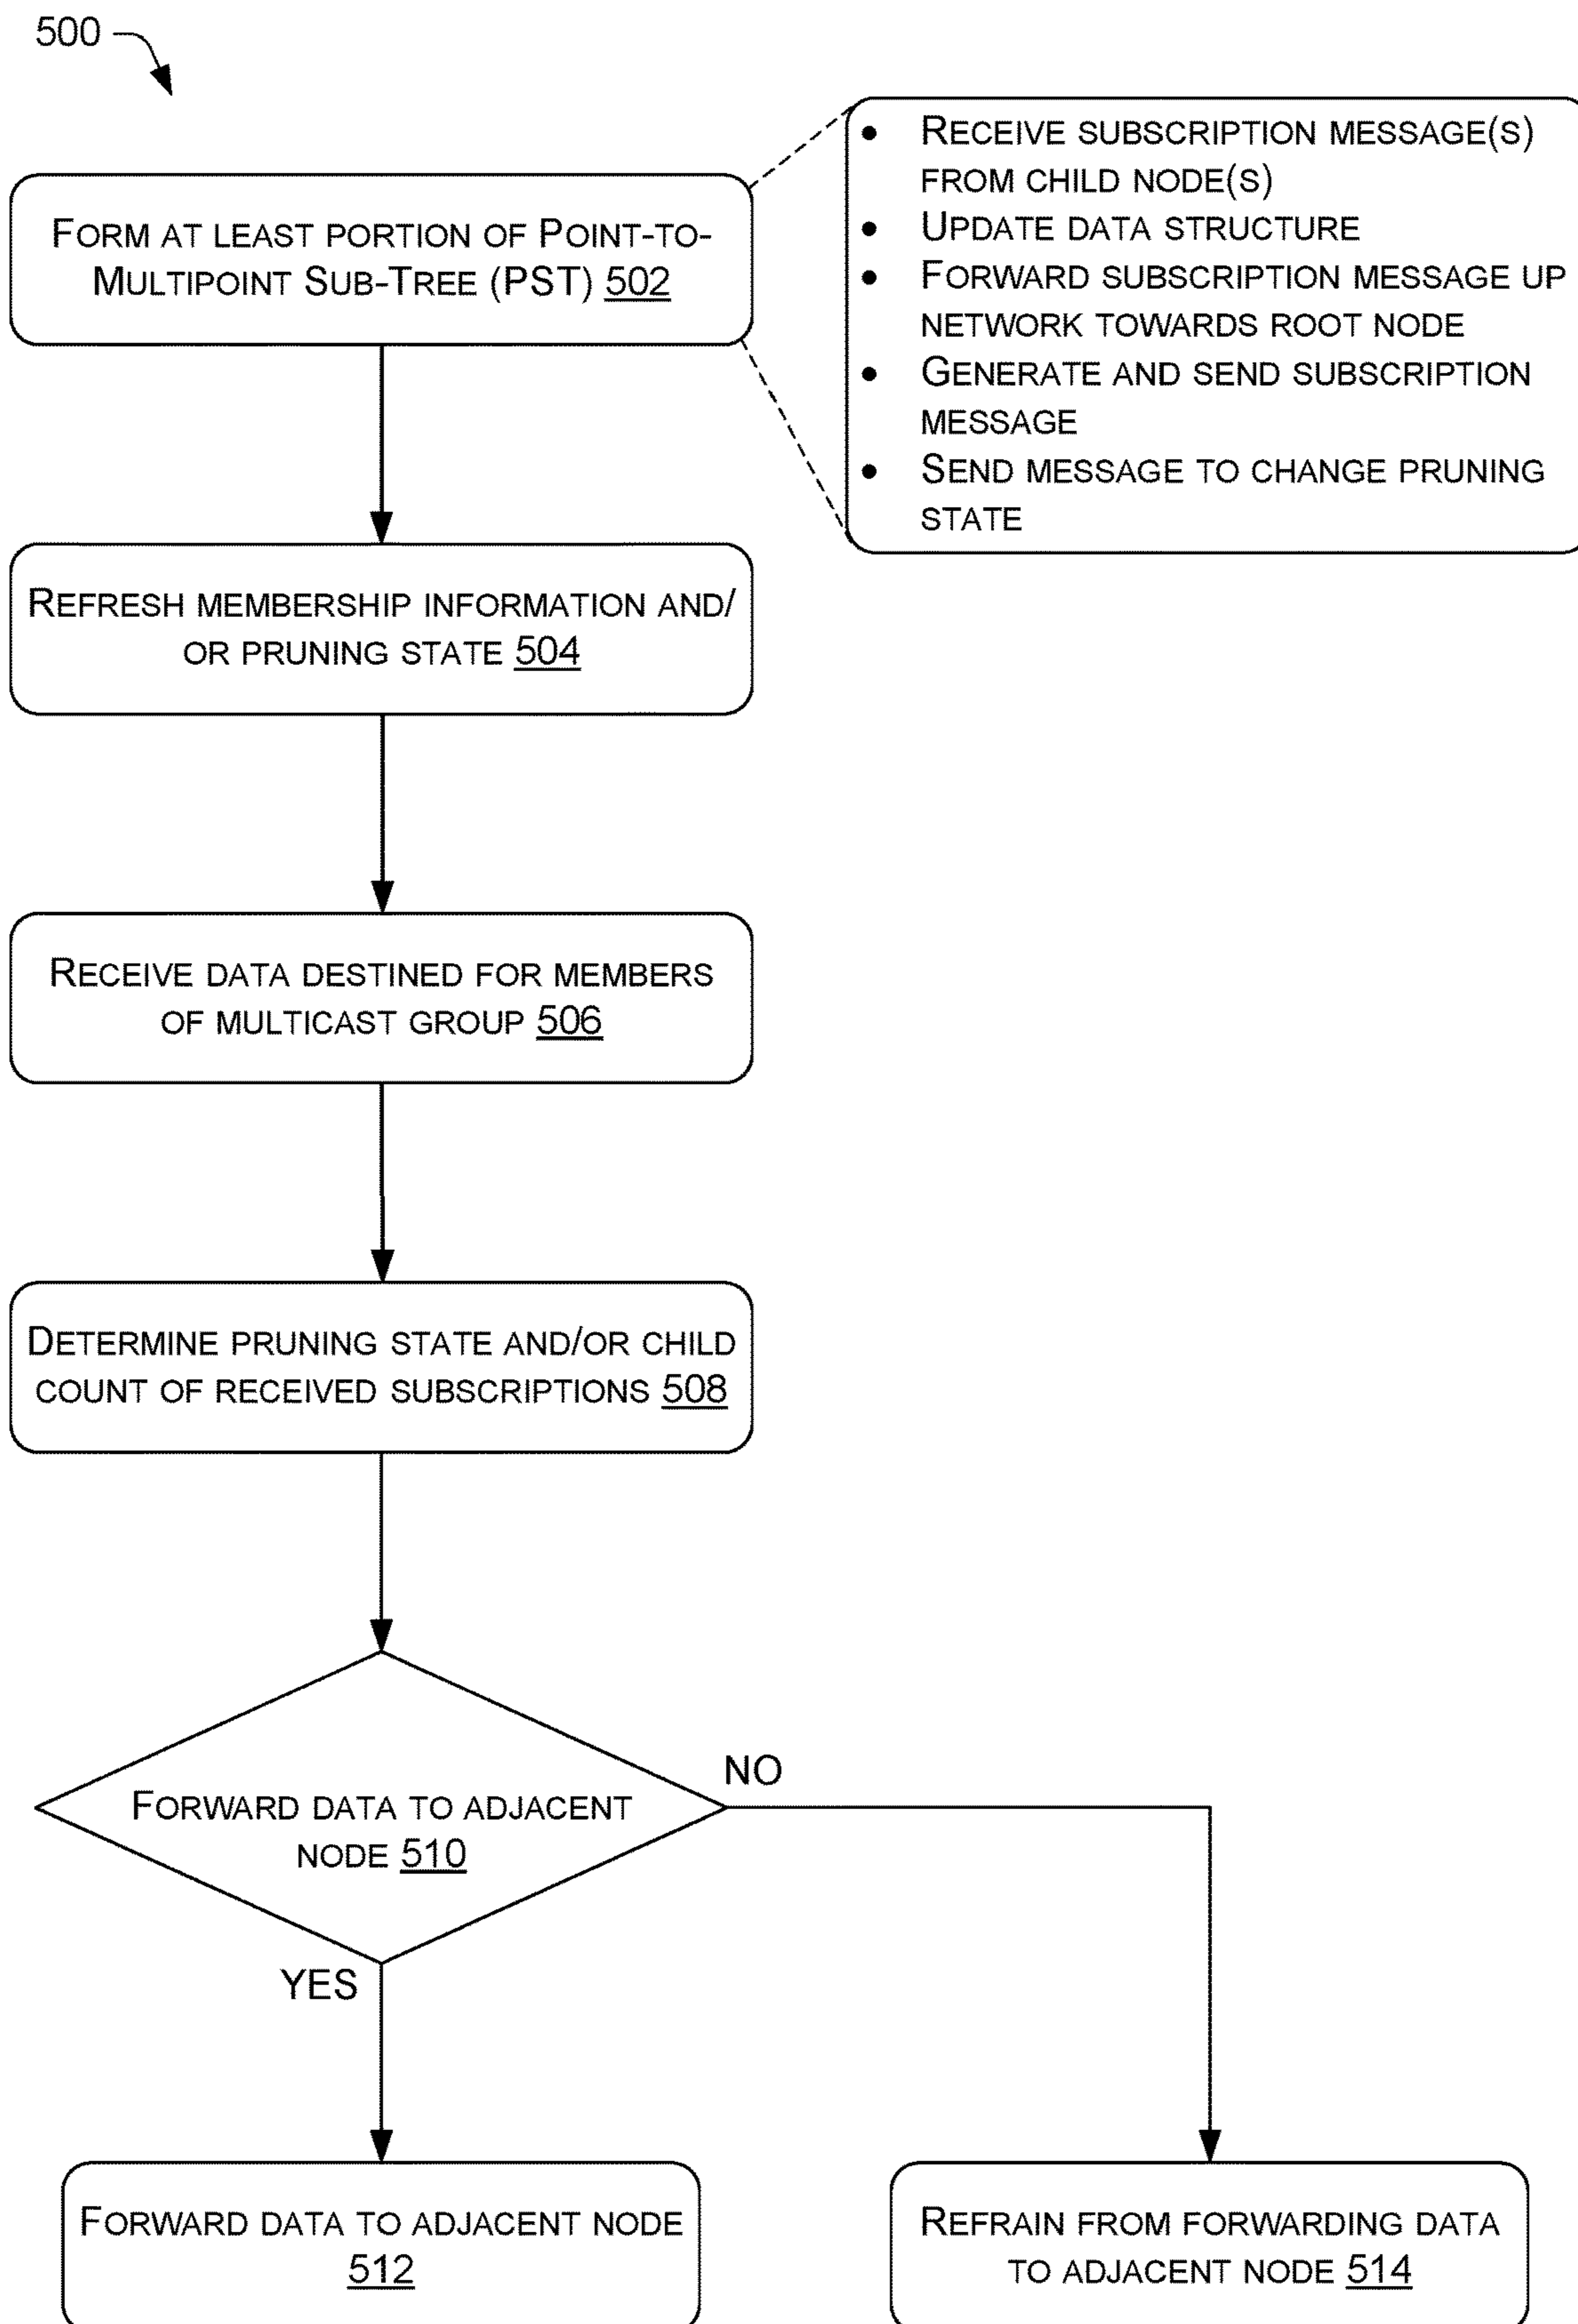 500
FORM AT LEAST PORTION OF POINT-TO-
MULTIPOINT SUB-TREE (PST) 502
• RECEIVE SUBSCRIPTION MESSAGE(S)
FROM CHILD NODE(S)
• UPDATE DATA STRUCTURE
• FORWARD SUBSCRIPTION MESSAGE UP
NETWORK TOWARDS ROOT NODE
• GENERATE AND SEND SUBSCRIPTION
MESSAGE
• SEND MESSAGE TO CHANGE PRUNING
STATE
REFRESH MEMBERSHIP INFORMATION AND/
OR PRUNING STATE 504
RECEIVE DATA DESTINED FOR MEMBERS
OF MULTICAST GROUP 506
DETERMINE PRUNING STATE AND/OR CHILD
COUNT OF RECEIVED SUBSCRIPTIONS 508
FORWARD DATA TO ADJACENT
NODE 510
NO
YES
FORWARD DATA TO ADJACENT NODE
512
REFRAIN FROM FORWARDING DATA
TO ADJACENT NODE 514